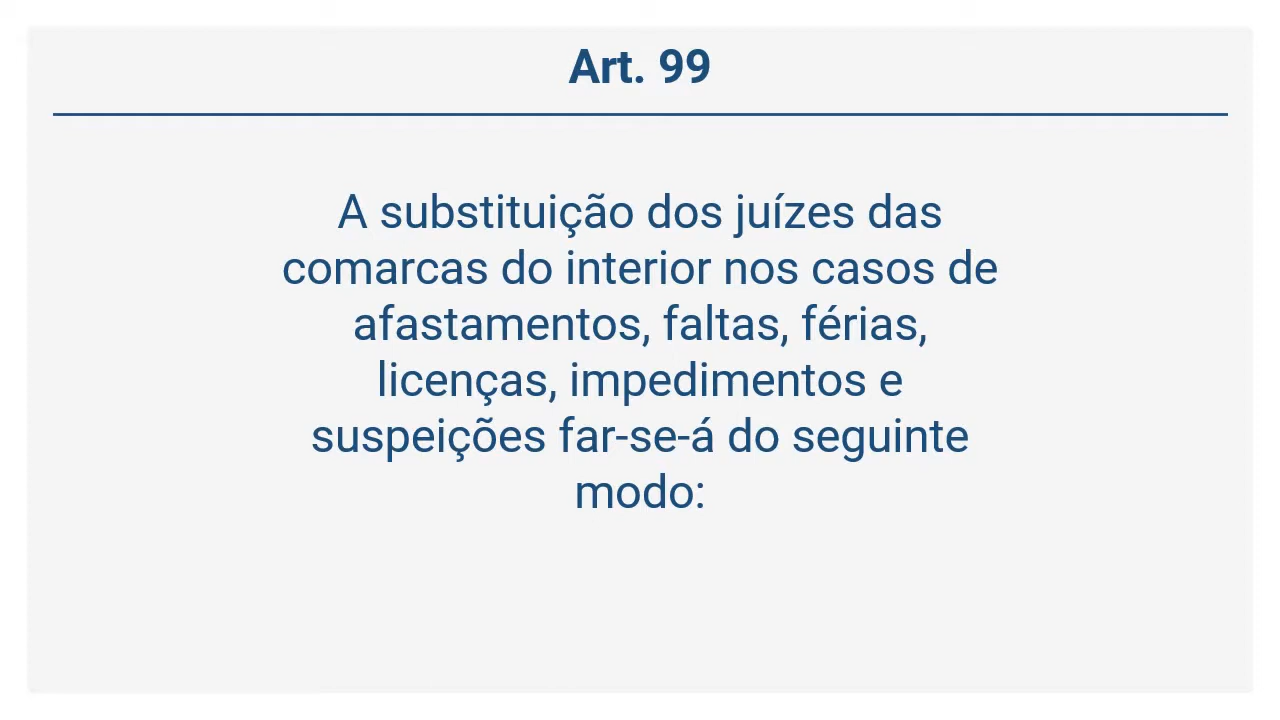 Art. 99
A substituição dos juízes das
comarcas do interior nos casos de
afastamentos, faltas, férias,
licenças, impedimentos e
suspeições far-se-á do seguinte
modo: